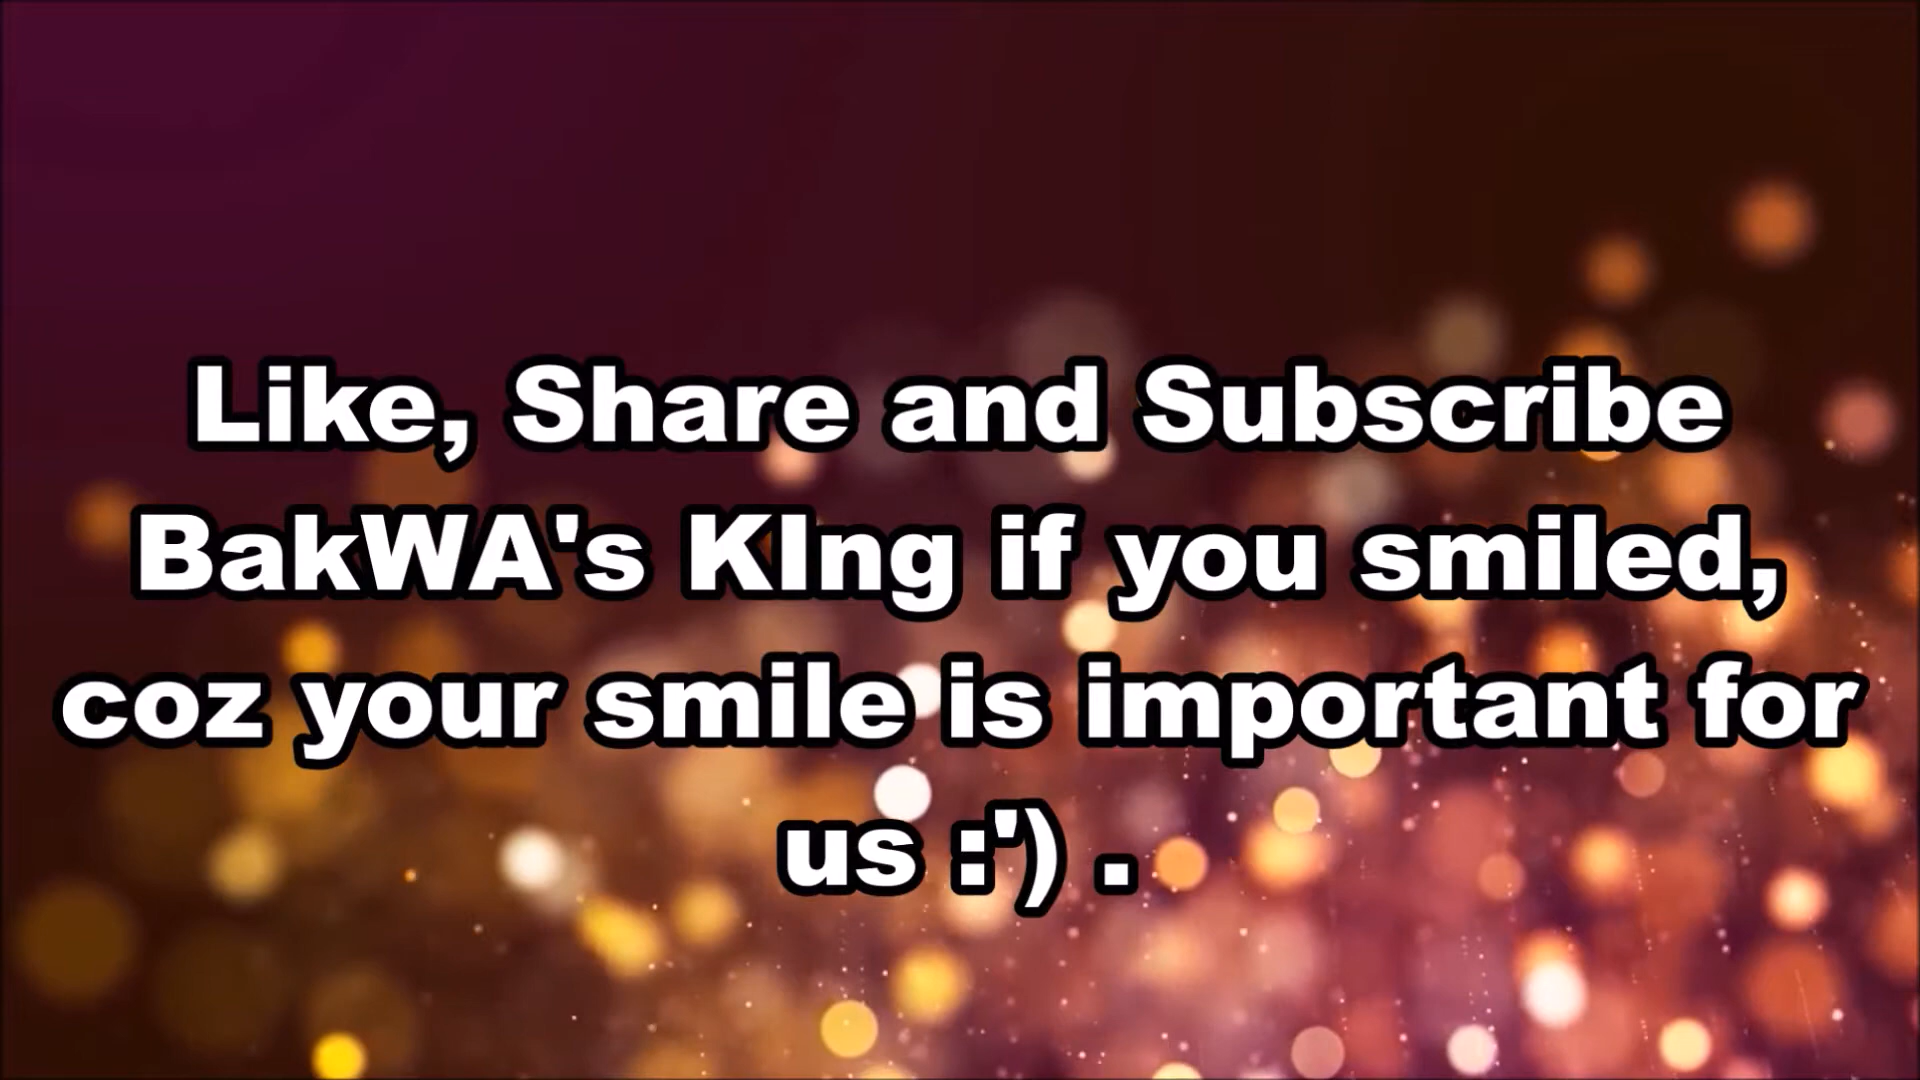 Like, Share and Subscribe
BakWA's KIng if you smiled,
coz your smile is important for
us :') .